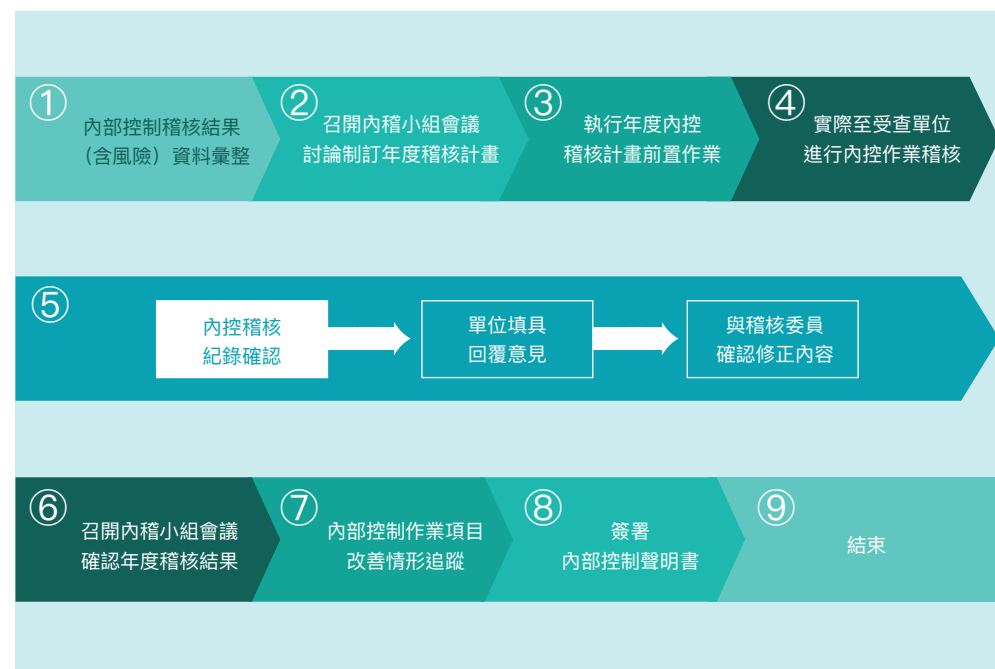 ①
內部控制稽核結果
（含風險）資料彙整
②
召開內稽小組會議
討論制訂年度稽核計畫
③
執行年度內控
稽核計畫前置作業
④
實際至受查單位
進行內控作業稽核
⑤
內控稽核
紀錄確認
單位填具
回覆意見
與稽核委員
確認修正內容
⑥
召開內稽小組會議
確認年度稽核結果
⑦
內部控制作業項目
改善情形追蹤
⑧
簽署
內部控制聲明書
⑨
結束